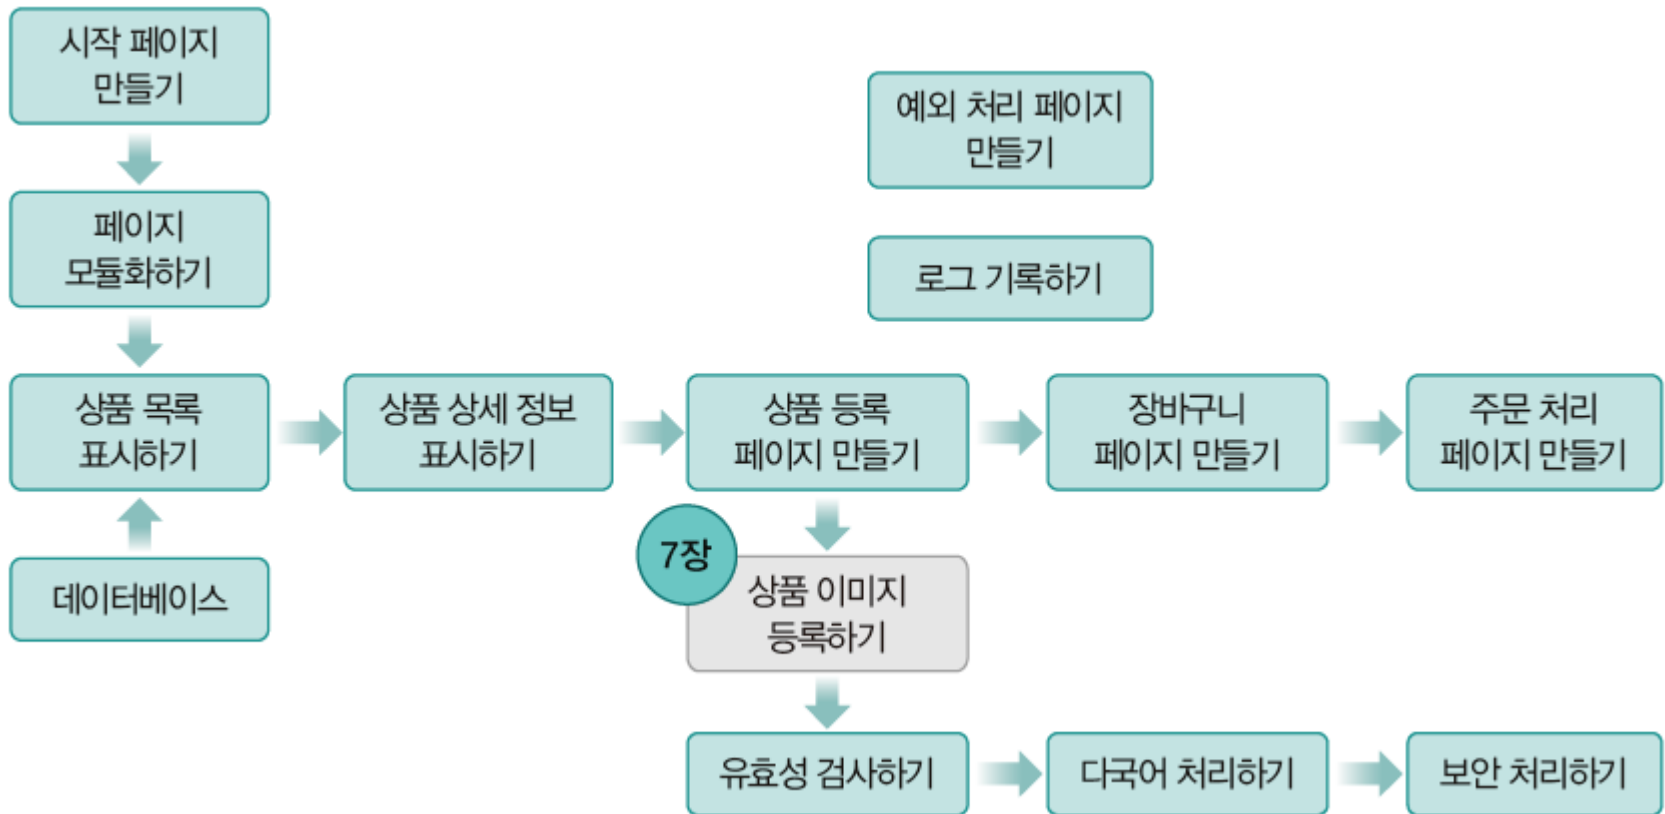 시작 페이지
만들기
예외 처리 페이지
만들기
페이지
모듈화하기
로그 기록하기
상품 목록
표시하기
상품 상세 정보
표시하기
상품 등록
페이지 만들기
장바구니
페이지 만들기
주문 처리
페이지 만들기
데이터베이스
7장
상품 이미지
등록하기
유효성 검사하기
다국어 처리하기
보안 처리하기